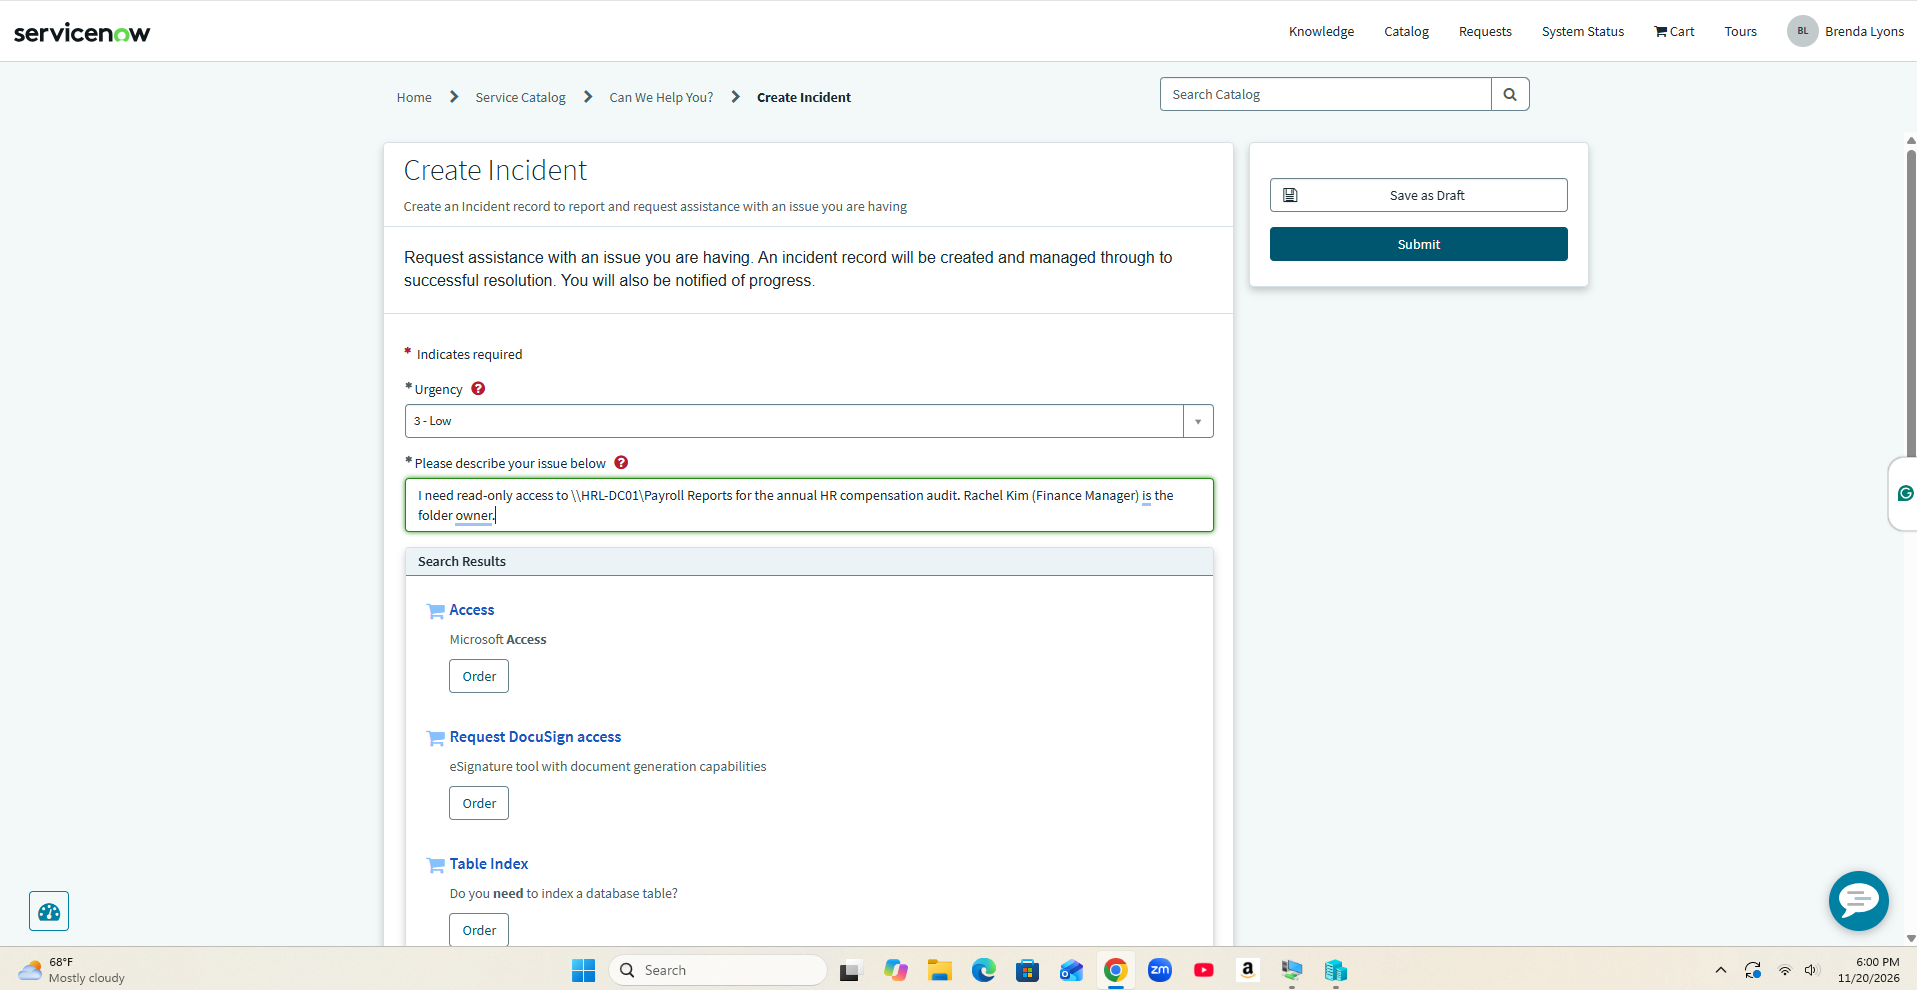 servicenow
Knowledge
Catalog
Requests
System Status
Cart
Tours
BL
Brenda Lyons
Home
Service Catalog
Can We Help You?
Create Incident
Search Catalog
Create Incident
Create an Incident record to report and request assistance with an issue you are having
Request assistance with an issue you are having. An incident record will be created and managed through to
successful resolution. You will also be notified of progress.
* Indicates required
* Urgency ?
3 - Low
* Please describe your issue below ?
I need read-only access to \\HRL-DC01\Payroll Reports for the annual HR compensation audit. Rachel Kim (Finance Manager) is the
folder owner.
Search Results
Access
Microsoft Access
Order
Request DocuSign access
eSignature tool with document generation capabilities
Order
Table Index
Do you need to index a database table?
Order
Save as Draft
Submit
68°F
Mostly cloudy
Search
zm
a
6:00 PM
11/20/2026